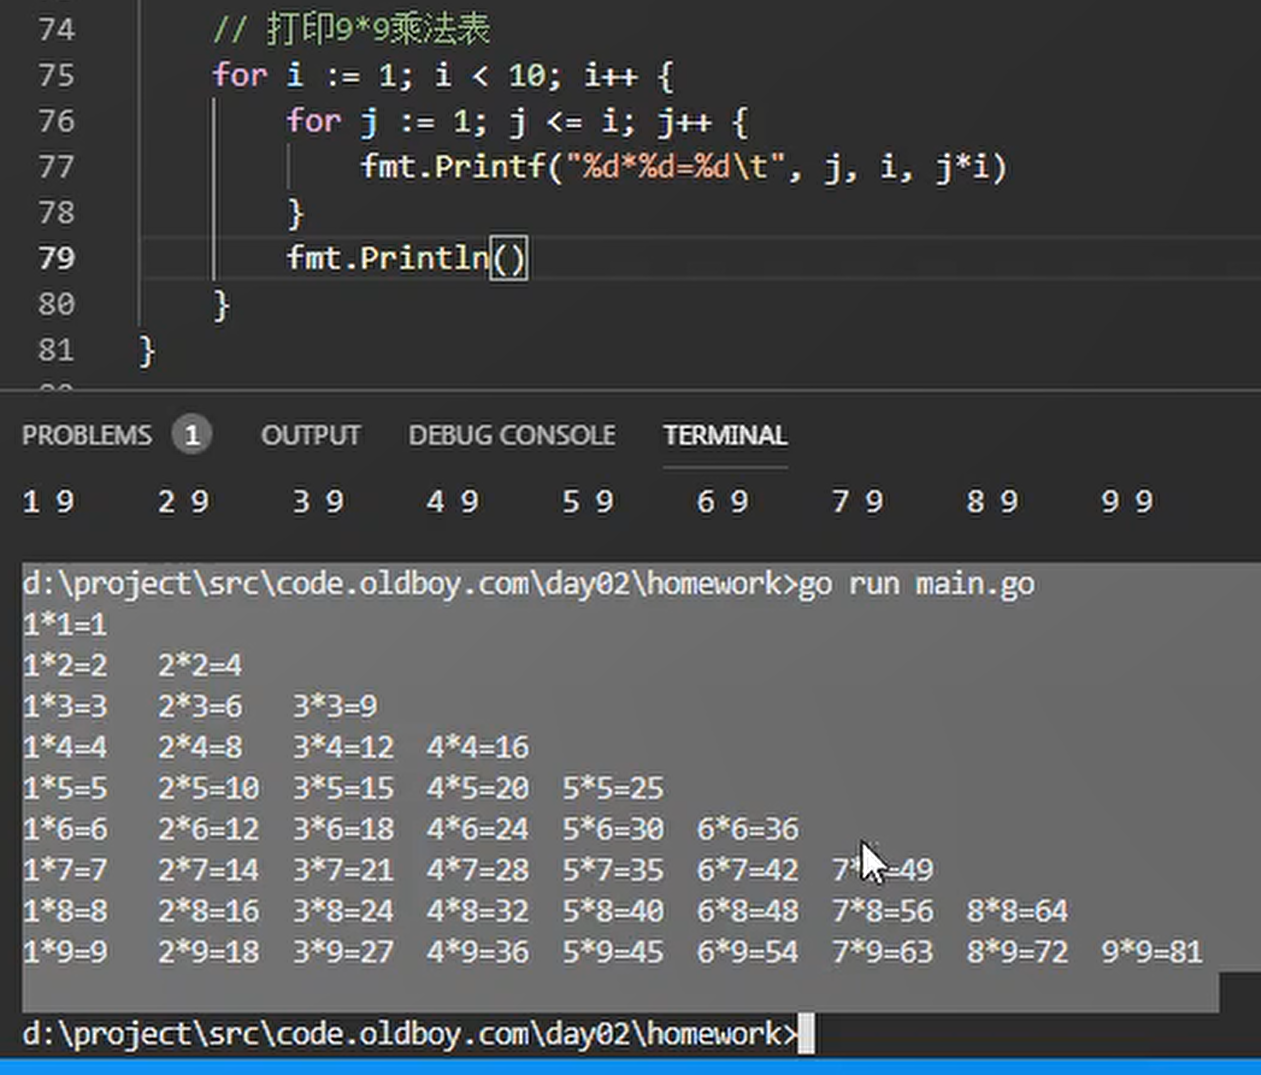 74 // 打印9*9乘法表
75 for i := 1; i < 10; i++ {
76 for j := 1; j <= i; j++ {
77 fmt.Printf("%d*%d=%d\t", j, i, j*i)
78 }
79 fmt.Println()
80 }
81 }
PROBLEMS 1 OUTPUT DEBUG CONSOLE TERMINAL
1 9 2 9 3 9 4 9 5 9 6 9 7 9 8 9 9 9
d:\project\src\code.oldboy.com\day02\homework>go run main.go
1*1=1
1*2=2 2*2=4
1*3=3 2*3=6 3*3=9
1*4=4 2*4=8 3*4=12 4*4=16
1*5=5 2*5=10 3*5=15 4*5=20 5*5=25
1*6=6 2*6=12 3*6=18 4*6=24 5*6=30 6*6=36
1*7=7 2*7=14 3*7=21 4*7=28 5*7=35 6*7=42 7*7=49
1*8=8 2*8=16 3*8=24 4*8=32 5*8=40 6*8=48 7*8=56 8*8=64
1*9=9 2*9=18 3*9=27 4*9=36 5*9=45 6*9=54 7*9=63 8*9=72 9*9=81
d:\project\src\code.oldboy.com\day02\homework>